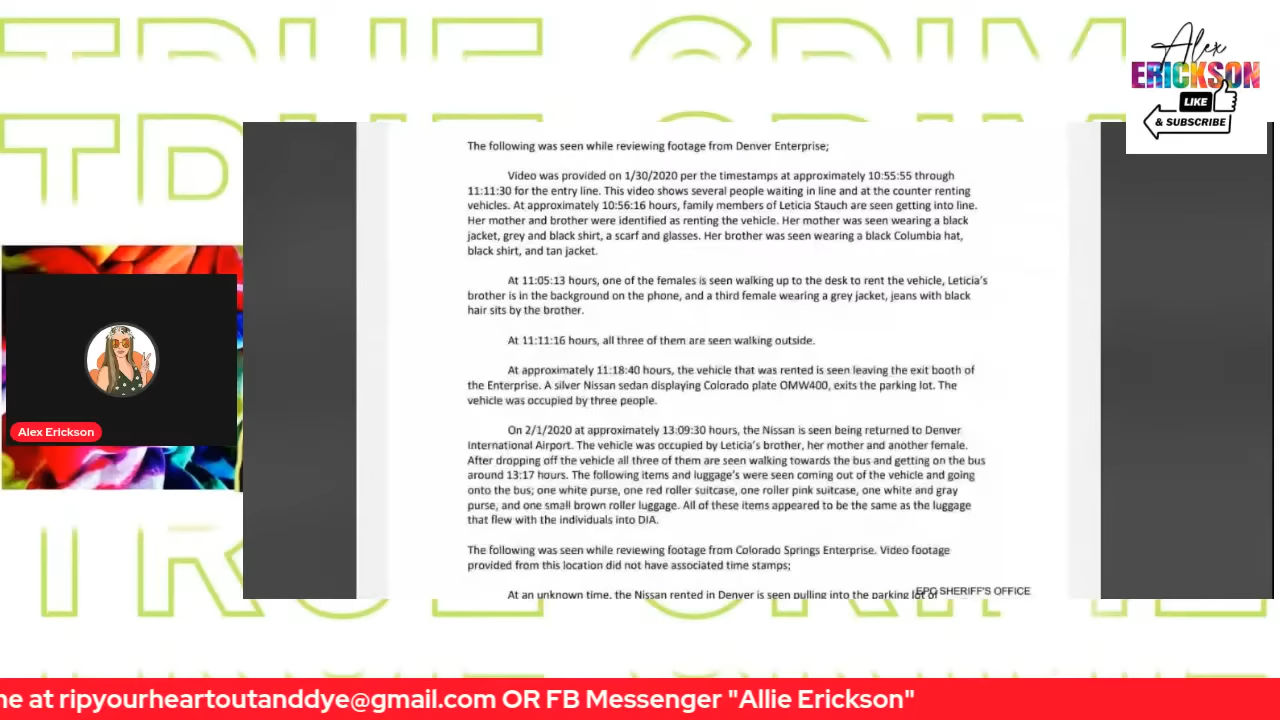 TRUE CRIM
Alex
ERICKSON
LIKE
& SUBSCRIBE
The following was seen while reviewing footage from Denver Enterprise;
Video was provided on 1/30/2020 per the timestamps at approximately 10:55:55 through
11:11:30 for the entry line. This video shows several people waiting in line and at the counter renting
vehicles. At approximately 10:56:16 hours, family members of Leticia Stauch are seen getting into line.
Her mother and brother were identified as renting the vehicle. Her mother was seen wearing a black
jacket, grey and black shirt, a scarf and glasses. Her brother was seen wearing a black Columbia hat,
black shirt, and tan jacket.
At 11:05:13 hours, one of the females is seen walking up to the desk to rent the vehicle, Leticia's
brother is in the background on the phone, and a third female wearing a grey jacket, jeans with black
hair sits by the brother.
At 11:11:16 hours, all three of them are seen walking outside.
At approximately 11:18:40 hours, the vehicle that was rented is seen leaving the exit booth of
the Enterprise. A silver Nissan sedan displaying Colorado plate OMW400, exits the parking lot. The
vehicle was occupied by three people.
On 2/1/2020 at approximately 13:09:30 hours, the Nissan is seen being returned to Denver
International Airport. The vehicle was occupied by Leticia's brother, her mother and another female.
After dropping off the vehicle all three of them are seen walking towards the bus and getting on the bus
around 13:17 hours. The following items and luggage's were seen coming out of the vehicle and going
onto the bus; one white purse, one red roller suitcase, one roller pink suitcase, one white and gray
purse, and one small brown roller luggage. All of these items appeared to be the same as the luggage
that flew with the individuals into DIA.
The following was seen while reviewing footage from Colorado Springs Enterprise. Video footage
provided from this location did not have associated time stamps;
At an unknown time, the Nissan rented in Denver is seen pulling into the parking lot of
EPC SHERIFF'S OFFICE
Alex Erickson
me at ripyourheartoutanddye@gmail.com OR FB Messenger "Allie Erickson"